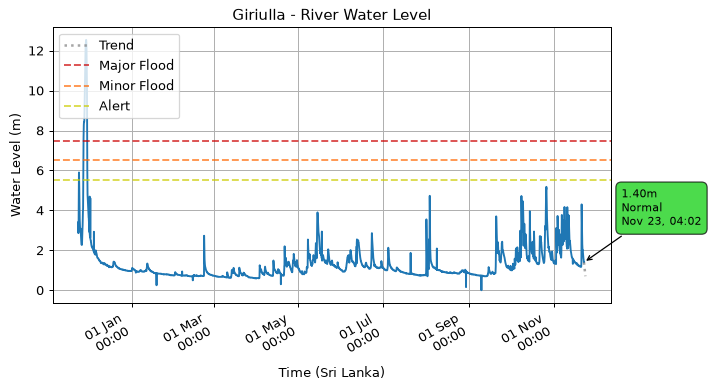 Giriulla - River Water Level
Trend
Major Flood
Minor Flood
Alert
12
10
8
6
4
2
0
Water Level (m)
1.40m
Normal
Nov 23, 04:02
01 Jan
00:00
01 Mar
00:00
01 May
00:00
01 Jul
00:00
01 Sep
00:00
01 Nov
00:00
Time (Sri Lanka)